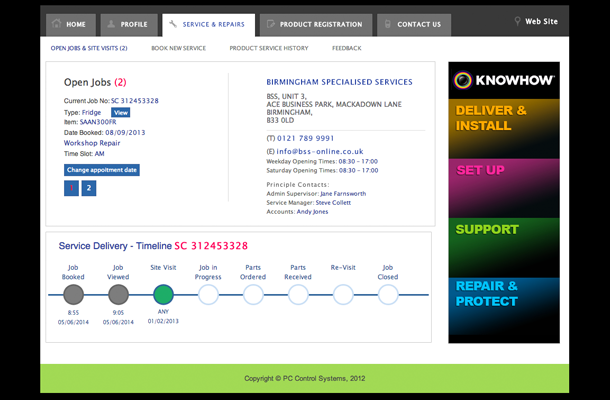 HOME
PROFILE
SERVICE & REPAIRS
PRODUCT REGISTRATION
CONTACT US
Web Site
OPEN JOBS & SITE VISITS (2)
BOOK NEW SERVICE
PRODUCT SERVICE HISTORY
FEEDBACK
Open Jobs (2)
Current Job No: SC 312453328
Type: Fridge View
Item: SAAN300FR
Date Booked: 08/09/2013
Workshop Repair
Time Slot: AM
Change appoitment date
1 2
BIRMINGHAM SPECIALISED SERVICES
BSS, UNIT 3,
ACE BUSINESS PARK, MACKADOWN LANE
BIRMINGHAM,
B33 0LD
(T) 0121 789 9991
(E) info@bss-online.co.uk
Weekday Opening Times: 08:30 - 17:00
Saturday Opening Times: 08:30 - 17:00
Principle Contacts:
Admin Supervisor: Jane Farnsworth
Service Manager: Steve Collett
Accounts: Andy Jones
KNOWHOW™
DELIVER &
INSTALL
SET UP
SUPPORT
REPAIR &
PROTECT
Service Delivery - Timeline SC 312453328
Job
Booked
8:55
05/06/2014
Job
Viewed
9:05
05/06/2014
Site Visit
ANY
01/02/2013
Job in
Progress
Parts
Ordered
Parts
Received
Re-Visit
Job
Closed
Copyright © PC Control Systems, 2012